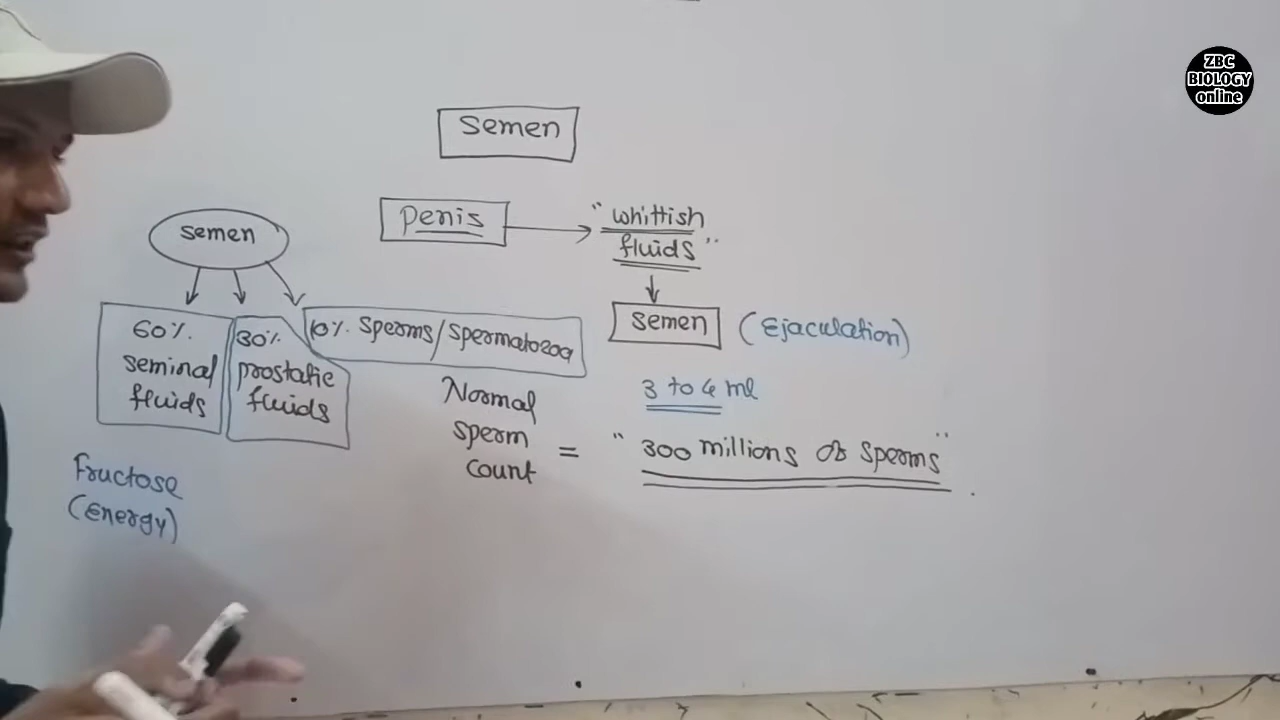 ZBC
BIOLOGY
online
semen
Penis
"whittish
fluids"
semen
semen (Ejaculation)
60%
seminal
fluids
30%
prostatic
fluids
10% sperms/spermatozoa
Fructose
(Energy)
3 to 4 ml
Normal
sperm
count = "300 millions of sperms"